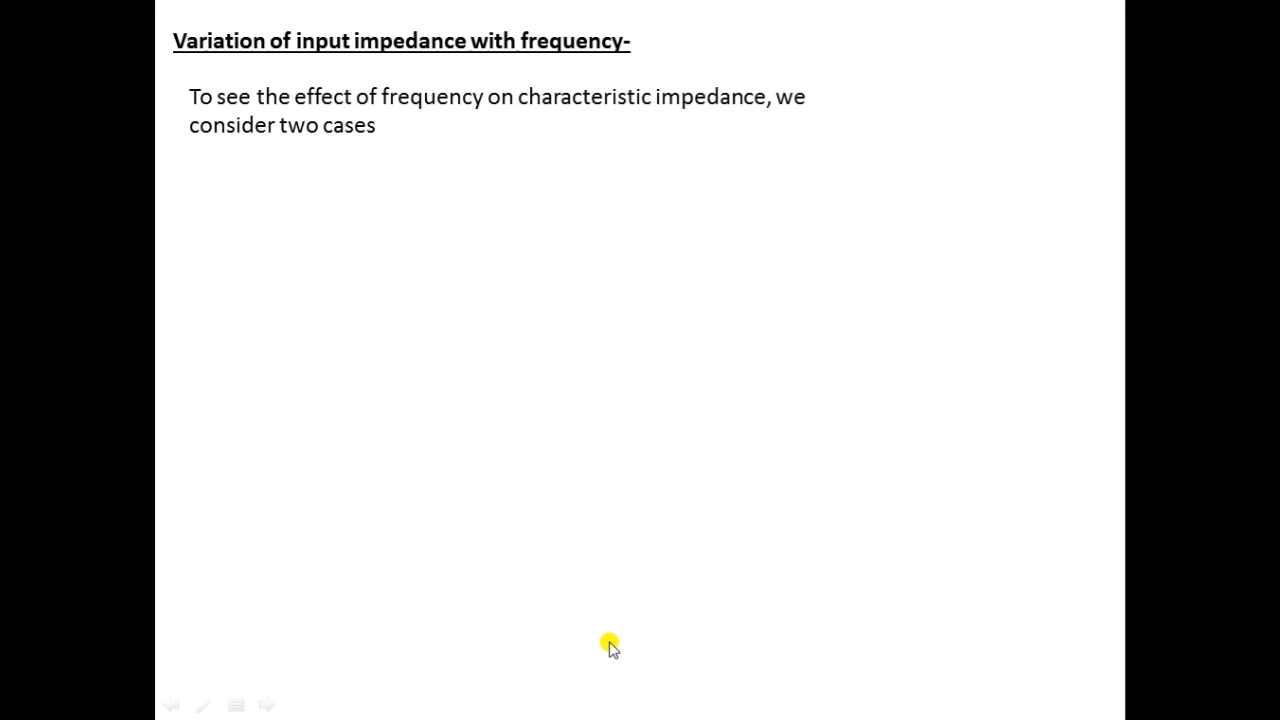 Variation of input impedance with frequency-
To see the effect of frequency on characteristic impedance, we
consider two cases